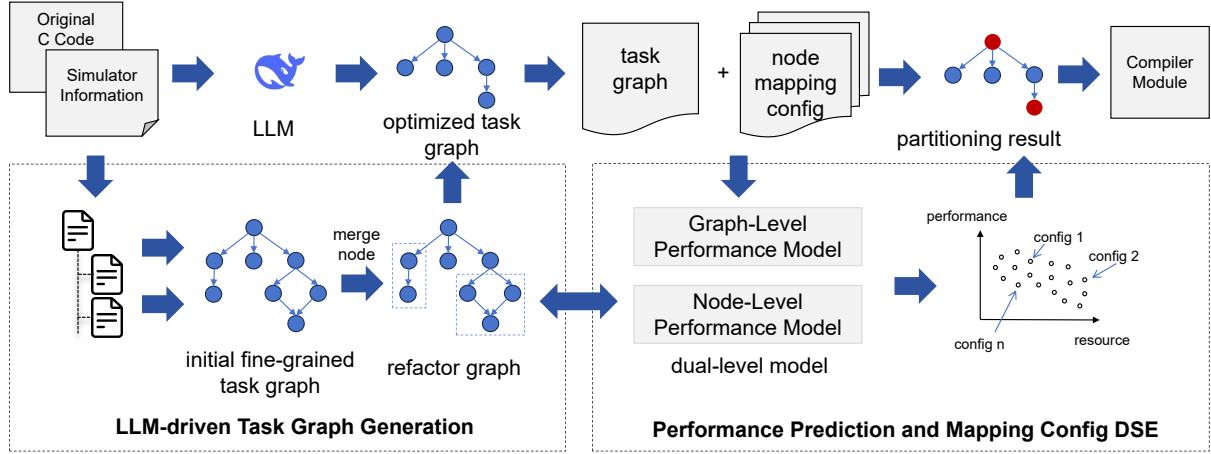 Original
C Code
Simulator
Information
LLM
optimized task
graph
task
graph
+
node
mapping
config
partitioning result
Compiler
Module
merge
node
initial fine-grained
task graph
refactor graph
LLM-driven Task Graph Generation
Graph-Level
Performance Model
Node-Level
Performance Model
dual-level model
performance
config 1
config 2
config n
resource
Performance Prediction and Mapping Config DSE